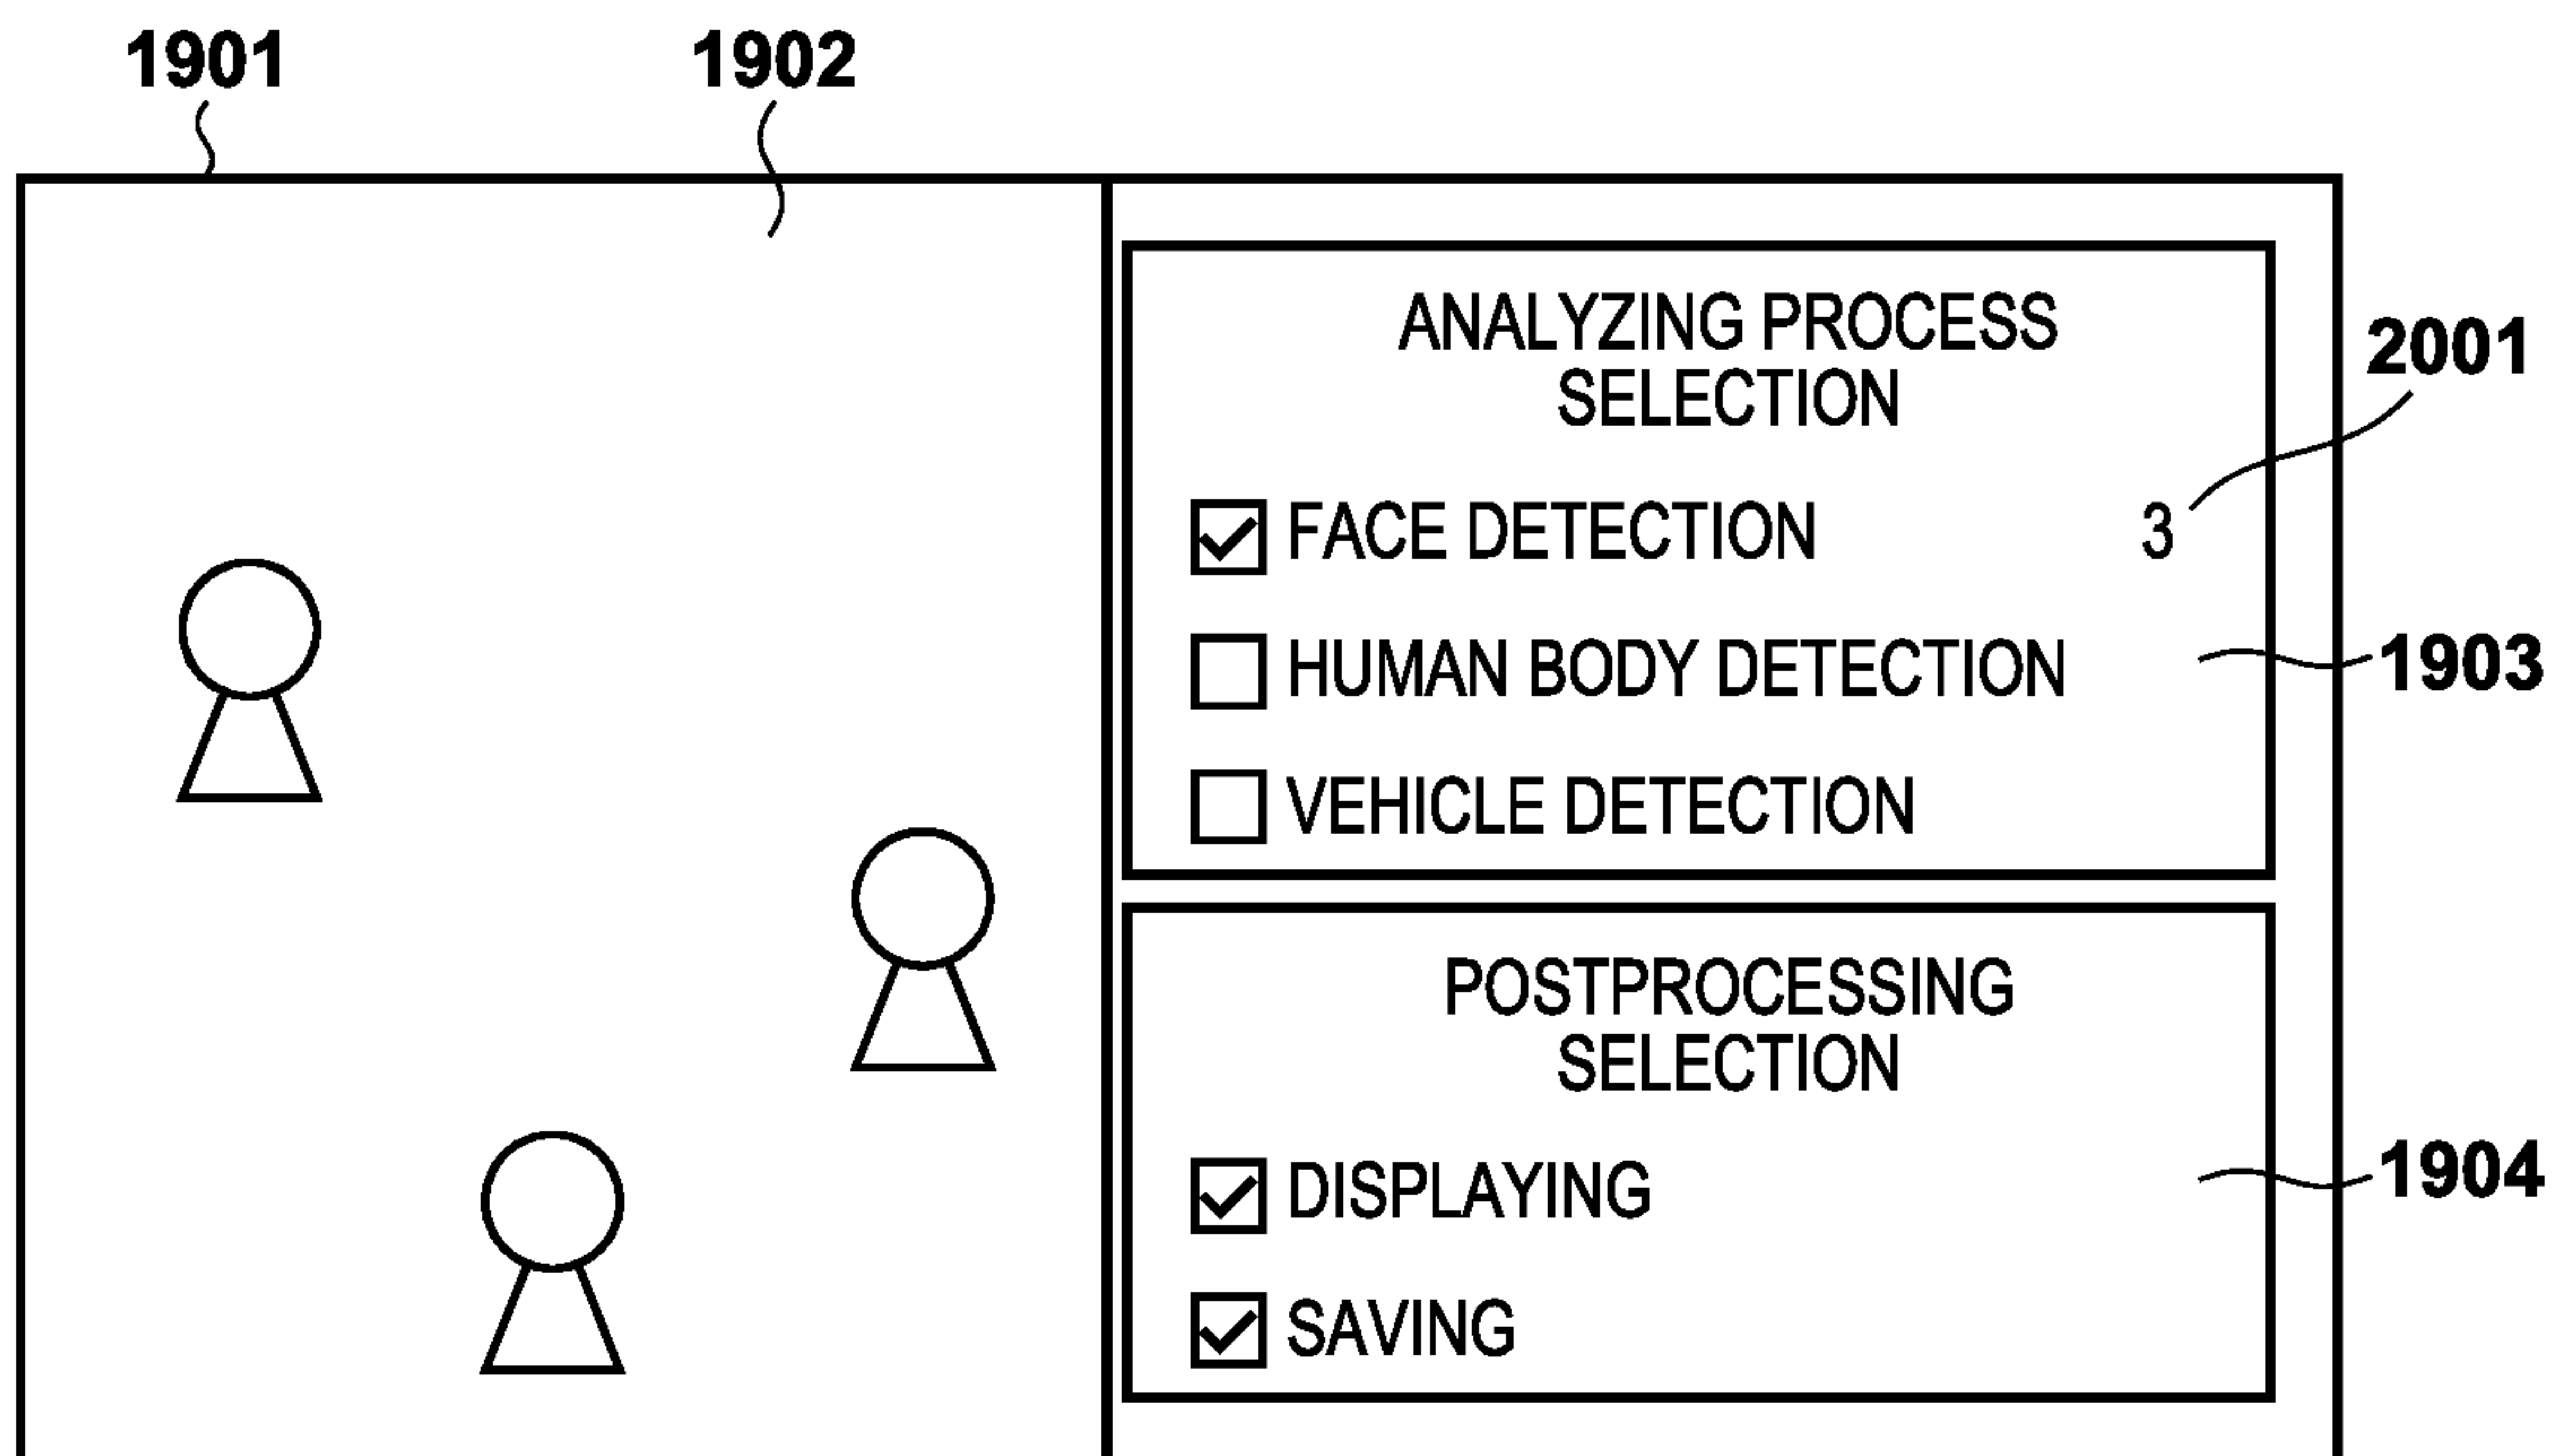 1901
1902
ANALYZING PROCESS
SELECTION
2001
FACE DETECTION 3
HUMAN BODY DETECTION
1903
VEHICLE DETECTION
POSTPROCESSING
SELECTION
DISPLAYING
1904
SAVING